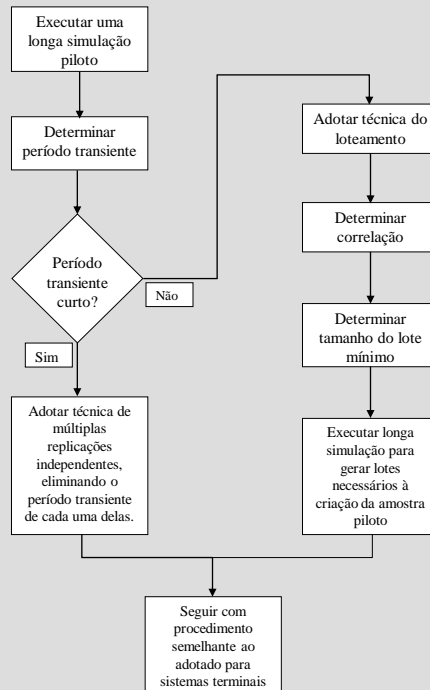 Executar uma
longa simulação
piloto
Determinar
período transiente
Período
transiente
curto?
Não
Sim
Adotar técnica de
múltiplas
replicações
independentes,
eliminando o
período transiente
de cada uma delas.
Adotar técnica do
loteamento
Determinar
correlação
Determinar
tamanho do lote
mínimo
Executar longa
simulação para
gerar lotes
necessários à
criação da amostra
piloto
Seguir com
procedimento
semelhante ao
adotado para
sistemas terminais